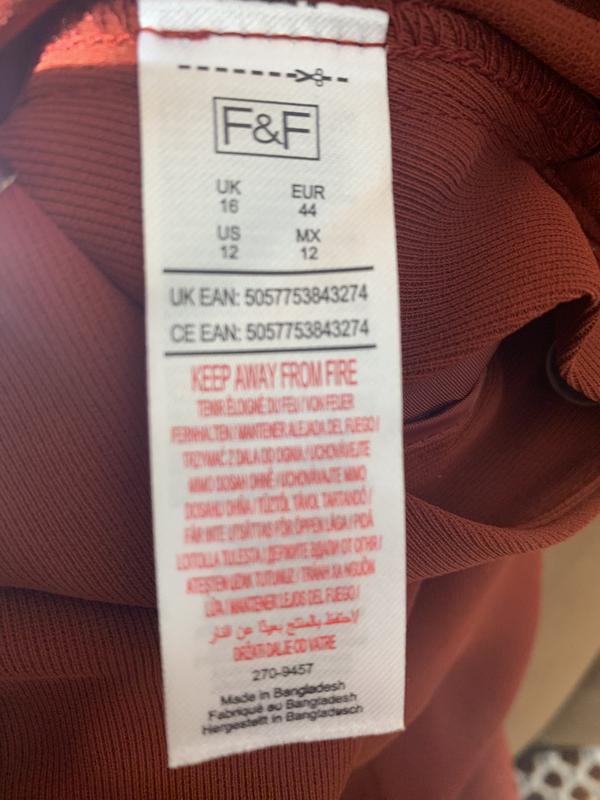 F&F
UK
16
EUR
44
US
12
MX
12
UK EAN: 5057753843274
CE EAN: 5057753843274
KEEP AWAY FROM FIRE
TENIR ÉLOIGNÉ DU FEU / VON FEUER
FERNHALTEN / MANTENER ALEJADA DEL FUEGO /
TRZYMAĆ Z DALA OD OGNIA / UCHOVÁVEJTE
MIMO DOSAH OHNĚ / UCHOVÁVAJTE MIMO
DOSAHU OHŇA / TŰZTŐL TÁVOL TARTANDÓ /
FÅR INTE UTSÄTTAS FÖR ÖPPEN LÅGA / PIDÄ
LOITOLLA TULESTA / ДЕРЖИТЕ ОТ ОГНЯ /
ATEŞTEN UZAK TUTUNUZ / TRÁNH XA NGUỒN
LỬA / MANTENER LEJOS DEL FUEGO /
احتفظ بالمنتج بعيدًا عن النار/
DRŽATI DALJE OD VATRE
270-9457
Made in Bangladesh
Fabriqué au Bangladesh
Hergestellt in Bangladesch